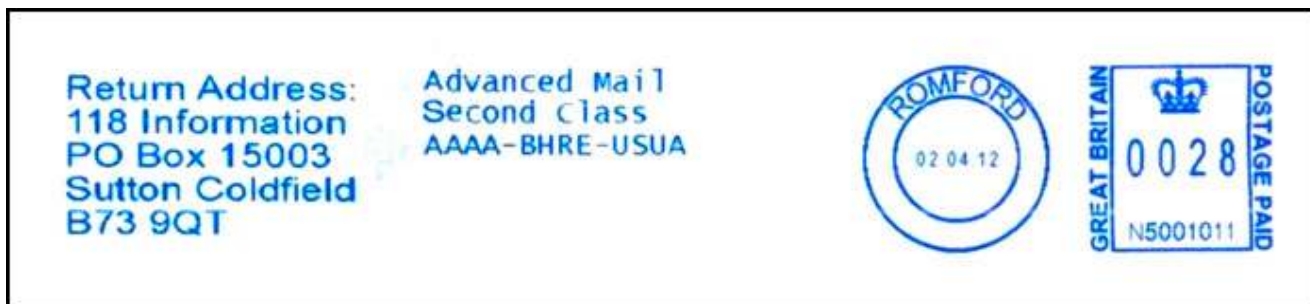 Return Address:
118 Information
PO Box 15003
Sutton Coldfield
B73 9QT
Advanced Mail
Second Class
AAAA-BHRE-USUA
ROMFORD
02 04 12
GREAT BRITAIN
0028
N5001011
POSTAGE PAID